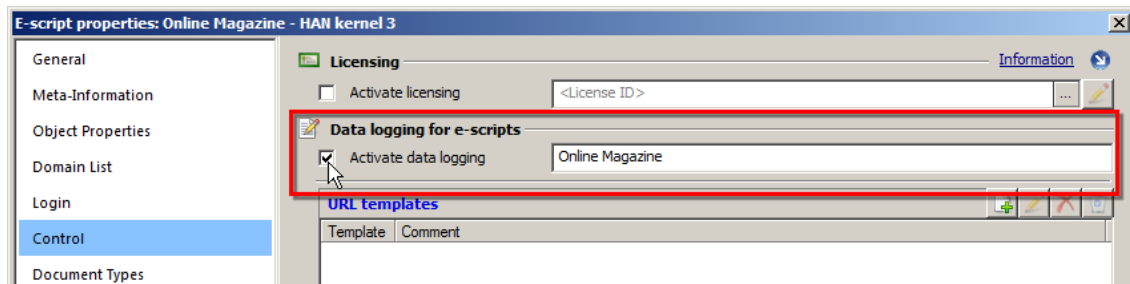 E-script properties: Online Magazine - HAN kernel 3
General
Meta-Information
Object Properties
Domain List
Login
Control
Document Types
Licensing
Information
Activate licensing
<License ID>
...
Data logging for e-scripts
Activate data logging
Online Magazine
URL templates
Template Comment